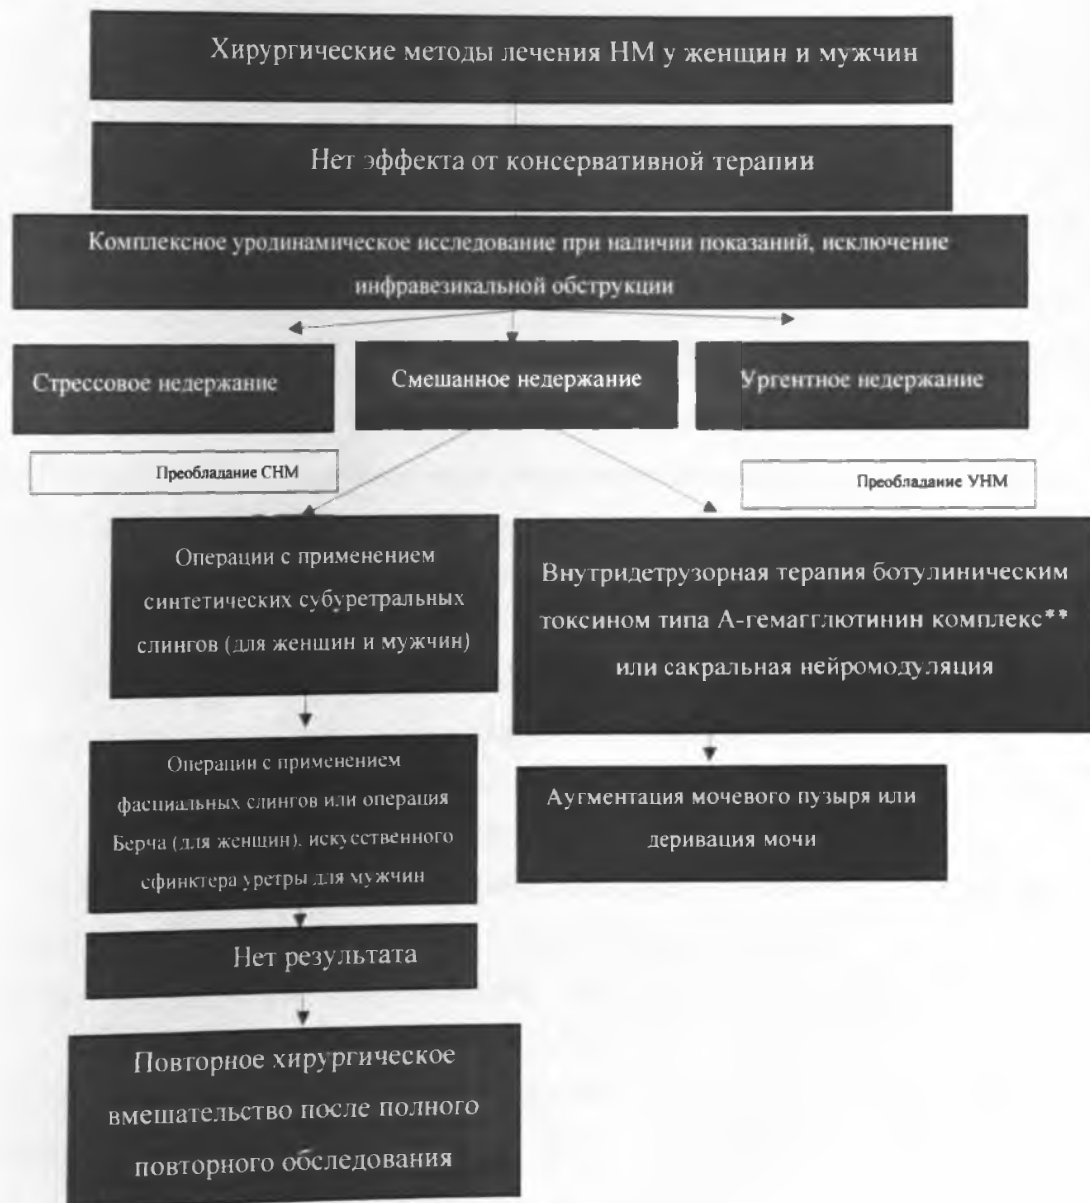 Хирургические методы лечения НМ у женщин и мужчин
Нет эффекта от консервативной терапии
Комплексное уродинамическое исследование при наличии показаний, исключение
инфравезикальной обструкции
Стрессовое недержание
Смешанное недержание
Ургентное недержание
Преобладание СНМ
Преобладание УНМ
Операции с применением
синтетических субуретральных
слингов (для женщин и мужчин)
Внутридетрузорная терапия ботулиническим
токсином типа А-гемагглютинин комплекс**
или сакральная нейромодуляция
Операции с применением
фасциальных слингов или операция
Берча (для женщин). искусственного
сфинктера уретры для мужчин
Аугментация мочевого пузыря или
деривация мочи
Нет результата
Повторное хирургическое
вмешательство после полного
повторного обследования